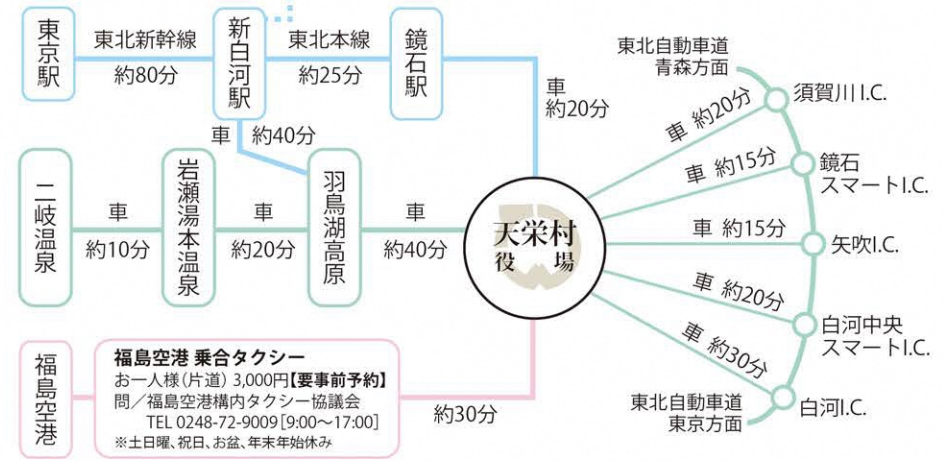 東京駅
東北新幹線
約80分
新白河駅
東北本線
約25分
鏡石駅
車
約20分
車 約40分
二岐温泉
車
約10分
岩瀬湯本温泉
車
約20分
羽鳥湖高原
車
約40分
天栄村
役場
福島空港
福島空港 乗合タクシー
お一人様(片道) 3,000円【要事前予約】
問/福島空港構内タクシー協議会
TEL 0248-72-9009[9:00〜17:00]
※土日曜、祝日、お盆、年末年始休み
約30分
東北自動車道
青森方面
車 約20分
須賀川I.C.
車 約15分
鏡石
スマートI.C.
車 約15分
矢吹I.C.
車 約20分
白河中央
スマートI.C.
車 約30分
白河I.C.
東北自動車道
東京方面